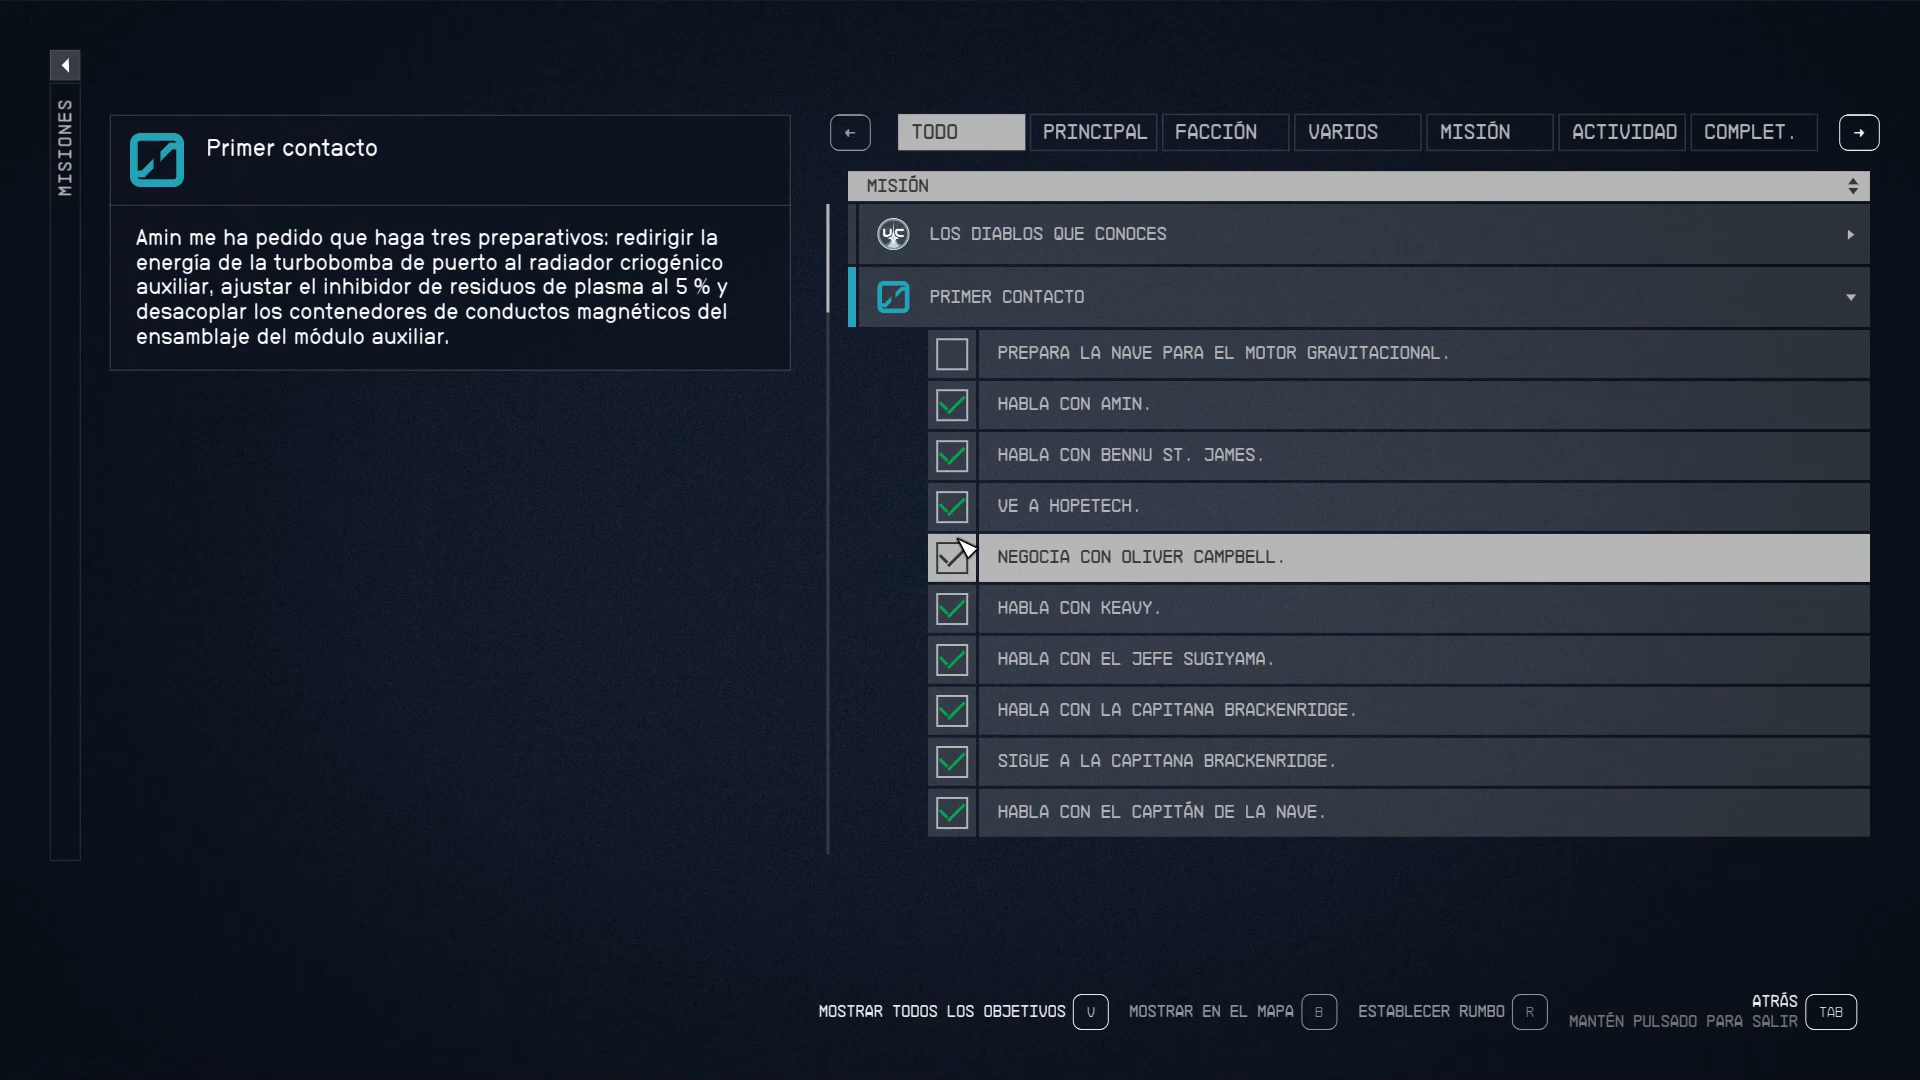 MISIONES
Primer contacto
Amin me ha pedido que haga tres preparativos: redirigir la
energía de la turbobomba de puerto al radiador criogénico
auxiliar, ajustar el inhibidor de residuos de plasma al 5 % y
desacoplar los contenedores de conductos magnéticos del
ensamblaje del módulo auxiliar.
TODO PRINCIPAL FACCIÓN VARIOS MISIÓN ACTIVIDAD COMPLET.
MISIÓN
UC LOS DIABLOS QUE CONOCES
PRIMER CONTACTO
PREPARA LA NAVE PARA EL MOTOR GRAVITACIONAL.
HABLA CON AMIN.
HABLA CON BENNU ST. JAMES.
VE A HOPETECH.
NEGOCIA CON OLIVER CAMPBELL.
HABLA CON KEAVY.
HABLA CON EL JEFE SUGIYAMA.
HABLA CON LA CAPITANA BRACKENRIDGE.
SIGUE A LA CAPITANA BRACKENRIDGE.
HABLA CON EL CAPITÁN DE LA NAVE.
MOSTRAR TODOS LOS OBJETIVOS V MOSTRAR EN EL MAPA B ESTABLECER RUMBO R ATRÁS TAB
MANTÉN PULSADO PARA SALIR